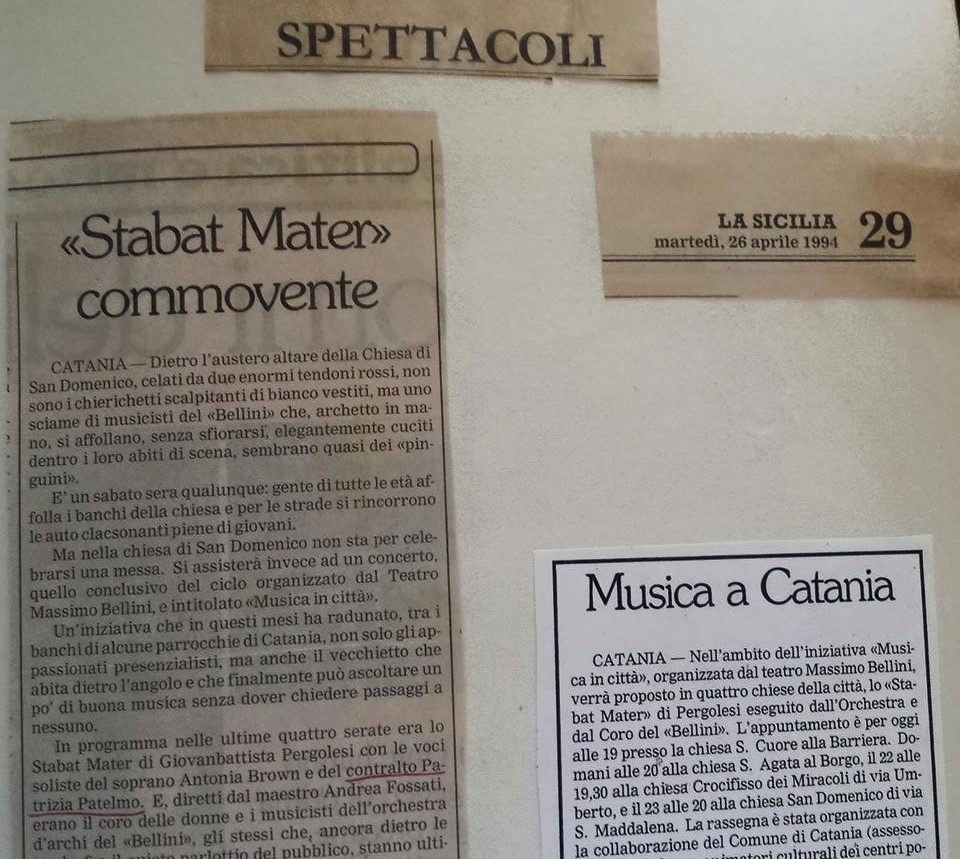 SPETTACOLI
LA SICILIA
martedì, 26 aprile 1994 29
«Stabat Mater»
commovente
CATANIA — Dietro l'austero altare della Chiesa di
San Domenico, celati da due enormi tendoni rossi, non
sono i chierichetti scalpitanti di bianco vestiti, ma uno
sciame di musicisti del «Bellini» che, archetto in ma-
no, si affollano, senza sfiorarsi, elegantemente cuciti
dentro i loro abiti di scena, sembrano quasi dei «pin-
guini».
E' un sabato sera qualunque: gente di tutte le età af-
folla i banchi della chiesa e per le strade si rincorrono
le auto clacsonanti piene di giovani.
Ma nella chiesa di San Domenico non sta per cele-
brarsi una messa. Si assisterà invece ad un concerto,
quello conclusivo del ciclo organizzato dal Teatro
Massimo Bellini, e intitolato «Musica in città».
Un'iniziativa che in questi mesi ha radunato, tra i
banchi di alcune parrocchie di Catania, non solo gli ap-
passionati presenzialisti, ma anche il vecchietto che
abita dietro l'angolo e che finalmente può ascoltare un
po' di buona musica senza dover chiedere passaggi a
nessuno.
In programma nelle ultime quattro serate era lo
Stabat Mater di Giovanbattista Pergolesi con le voci
soliste del soprano Antonia Brown e del contralto Pa-
trizia Patelmo. E, diretti dal maestro Andrea Fossati,
erano il coro delle donne e i musicisti dell'orchestra
d'archi del «Bellini», gli stessi che, ancora dietro le
parlottio del pubblico, stanno ulti-
Musica a Catania
CATANIA — Nell'ambito dell'iniziativa «Musi-
ca in città», organizzata dal teatro Massimo Bellini,
verrà proposto in quattro chiese della città, lo «Sta-
bat Mater» di Pergolesi eseguito dall'Orchestra e
dal Coro del «Bellini». L'appuntamento è per oggi
alle 19 presso la chiesa S. Cuore alla Barriera. Do-
mani alle 20 alla chiesa S. Agata al Borgo, il 22 alle
19,30 alla chiesa Crocifisso dei Miracoli di via Um-
berto, e il 23 alle 20 alla chiesa San Domenico di via
S. Maddalena. La rassegna è stata organizzata con
la collaborazione del Comune di Catania (assesso-
culturali dei centri po-